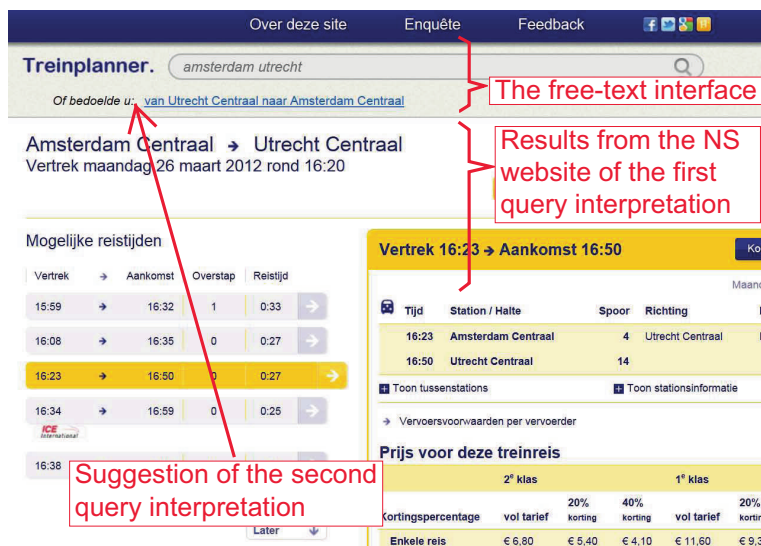 Over deze site Enquête Feedback
Treinplanner. amsterdam utrecht
Of bedoelde u: van Utrecht Centraal naar Amsterdam Centraal
The free-text interface
Amsterdam Centraal → Utrecht Centraal
Vertrek maandag 26 maart 2012 rond 16:20
Results from the NS
website of the first
query interpretation
Mogelijke reistijden
Vertrek → Aankomst Overstap Reistijd
15:59 → 16:32 1 0:33
16:08 → 16:35 0 0:27
16:23 → 16:50 0 0:27
16:34 → 16:59 0 0:25
ICE
International
16:38
Later
Suggestion of the second
query interpretation
Vertrek 16:23 → Aankomst 16:50
Tijd Station / Halte Spoor Richting
16:23 Amsterdam Centraal 4 Utrecht Centraal
16:50 Utrecht Centraal 14
Toon tussenstations Toon stationsinformatie
→ Vervoersvoorwaarden per vervoerder
Prijs voor deze treinreis
2e klas 1e klas
Kortingspercentage vol tarief 20% korting 40% korting vol tarief 20%
Enkele reis € 6,80 € 5,40 € 4,10 € 11,60